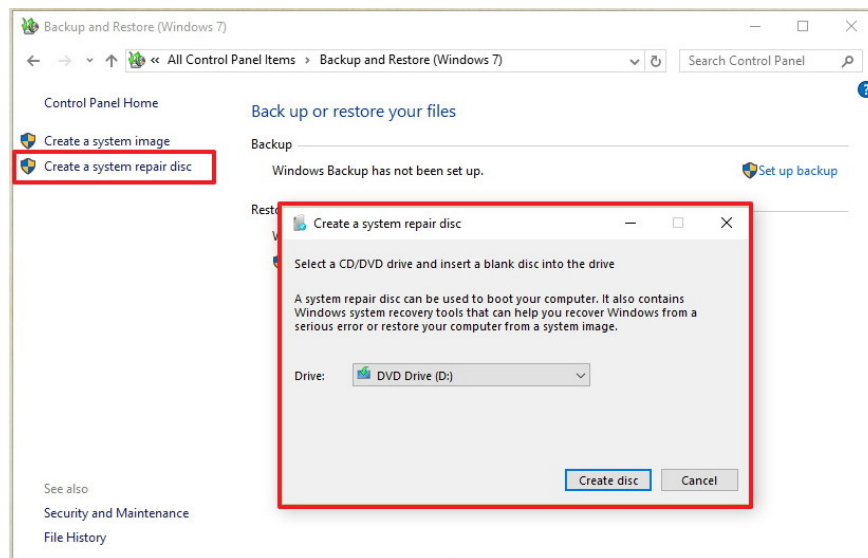 Backup and Restore (Windows 7)
« All Control Panel Items › Backup and Restore (Windows 7)
Search Control Panel
?
Control Panel Home
Create a system image
Create a system repair disc
Back up or restore your files
Backup
Windows Backup has not been set up.
Set up backup
Create a system repair disc
Select a CD/DVD drive and insert a blank disc into the drive
A system repair disc can be used to boot your computer. It also contains
Windows system recovery tools that can help you recover Windows from a
serious error or restore your computer from a system image.
Drive: DVD Drive (D:)
Create disc
Cancel
See also
Security and Maintenance
File History